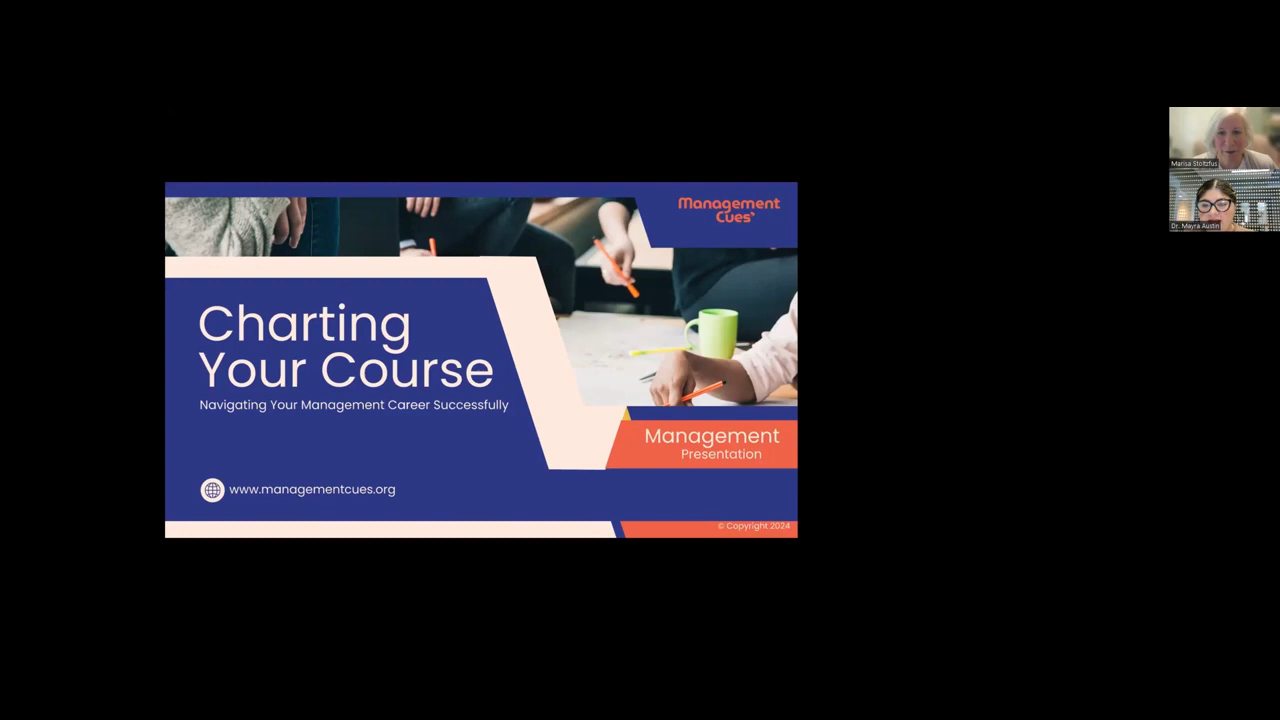 Management
Cues
Charting
Your Course
Navigating Your Management Career Successfully
Management
Presentation
www.managementcues.org
© Copyright 2024
Marisa Stoltzfus
Dr. Mayra Austin